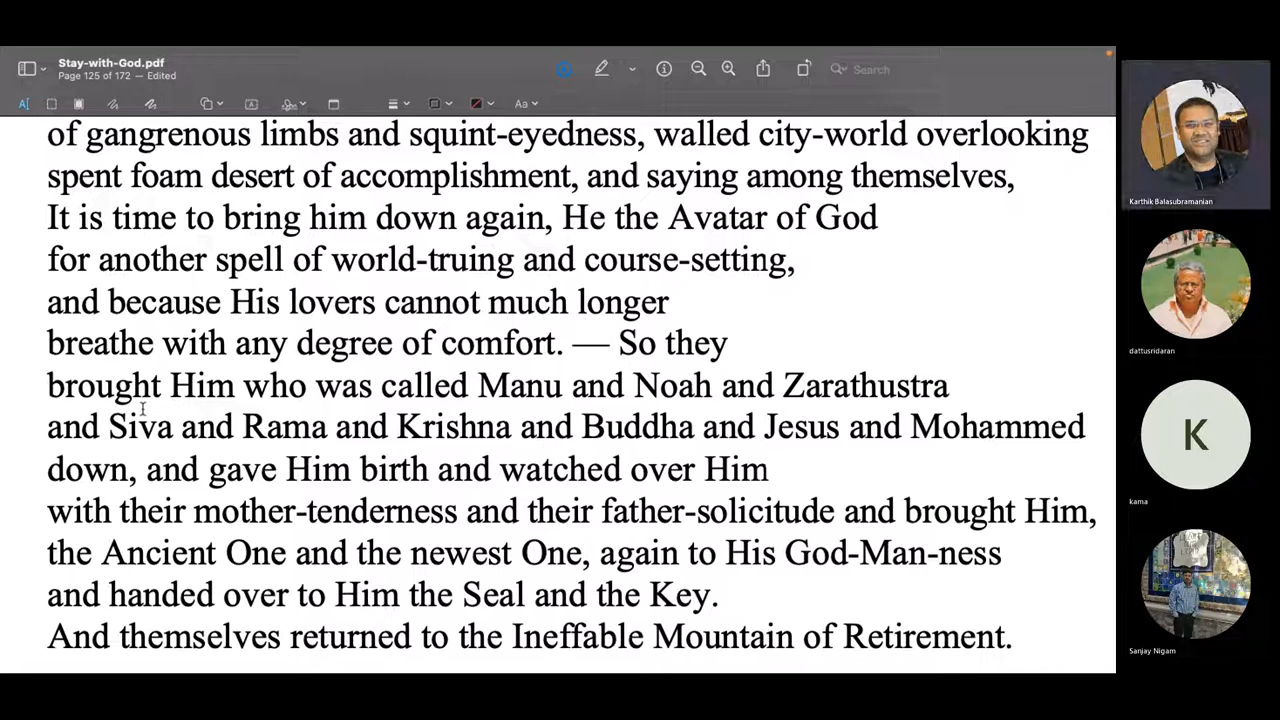 Stay-with-God.pdf
Page 125 of 172 — Edited
Search
Aa
of gangrenous limbs and squint-eyedness, walled city-world overlooking
spent foam desert of accomplishment, and saying among themselves,
It is time to bring him down again, He the Avatar of God
for another spell of world-truing and course-setting,
and because His lovers cannot much longer
breathe with any degree of comfort. — So they
brought Him who was called Manu and Noah and Zarathustra
and Siva and Rama and Krishna and Buddha and Jesus and Mohammed
down, and gave Him birth and watched over Him
with their mother-tenderness and their father-solicitude and brought Him,
the Ancient One and the newest One, again to His God-Man-ness
and handed over to Him the Seal and the Key.
And themselves returned to the Ineffable Mountain of Retirement.
Karthik Balasubramanian
dattusridaran
K
kama
Sanjay Nigam